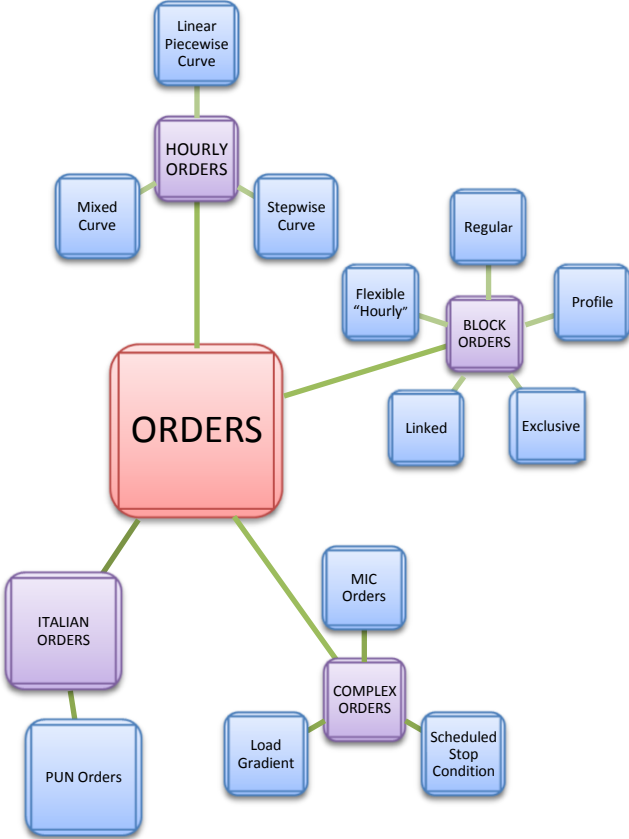 Linear
Piecewise
Curve
HOURLY
ORDERS
Mixed
Curve
Stepwise
Curve
Regular
Flexible
“Hourly”
BLOCK
ORDERS
Profile
Linked
Exclusive
ORDERS
MIC
Orders
ITALIAN
ORDERS
COMPLEX
ORDERS
Load
Gradient
Scheduled
Stop
Condition
PUN Orders